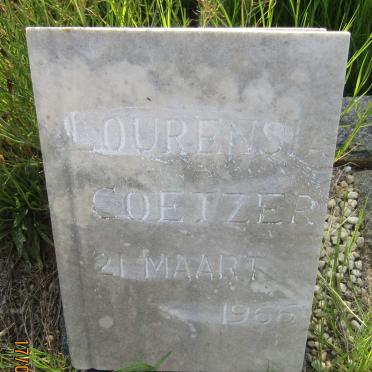 LOURENS L.
COETZER
21 MAART
1966